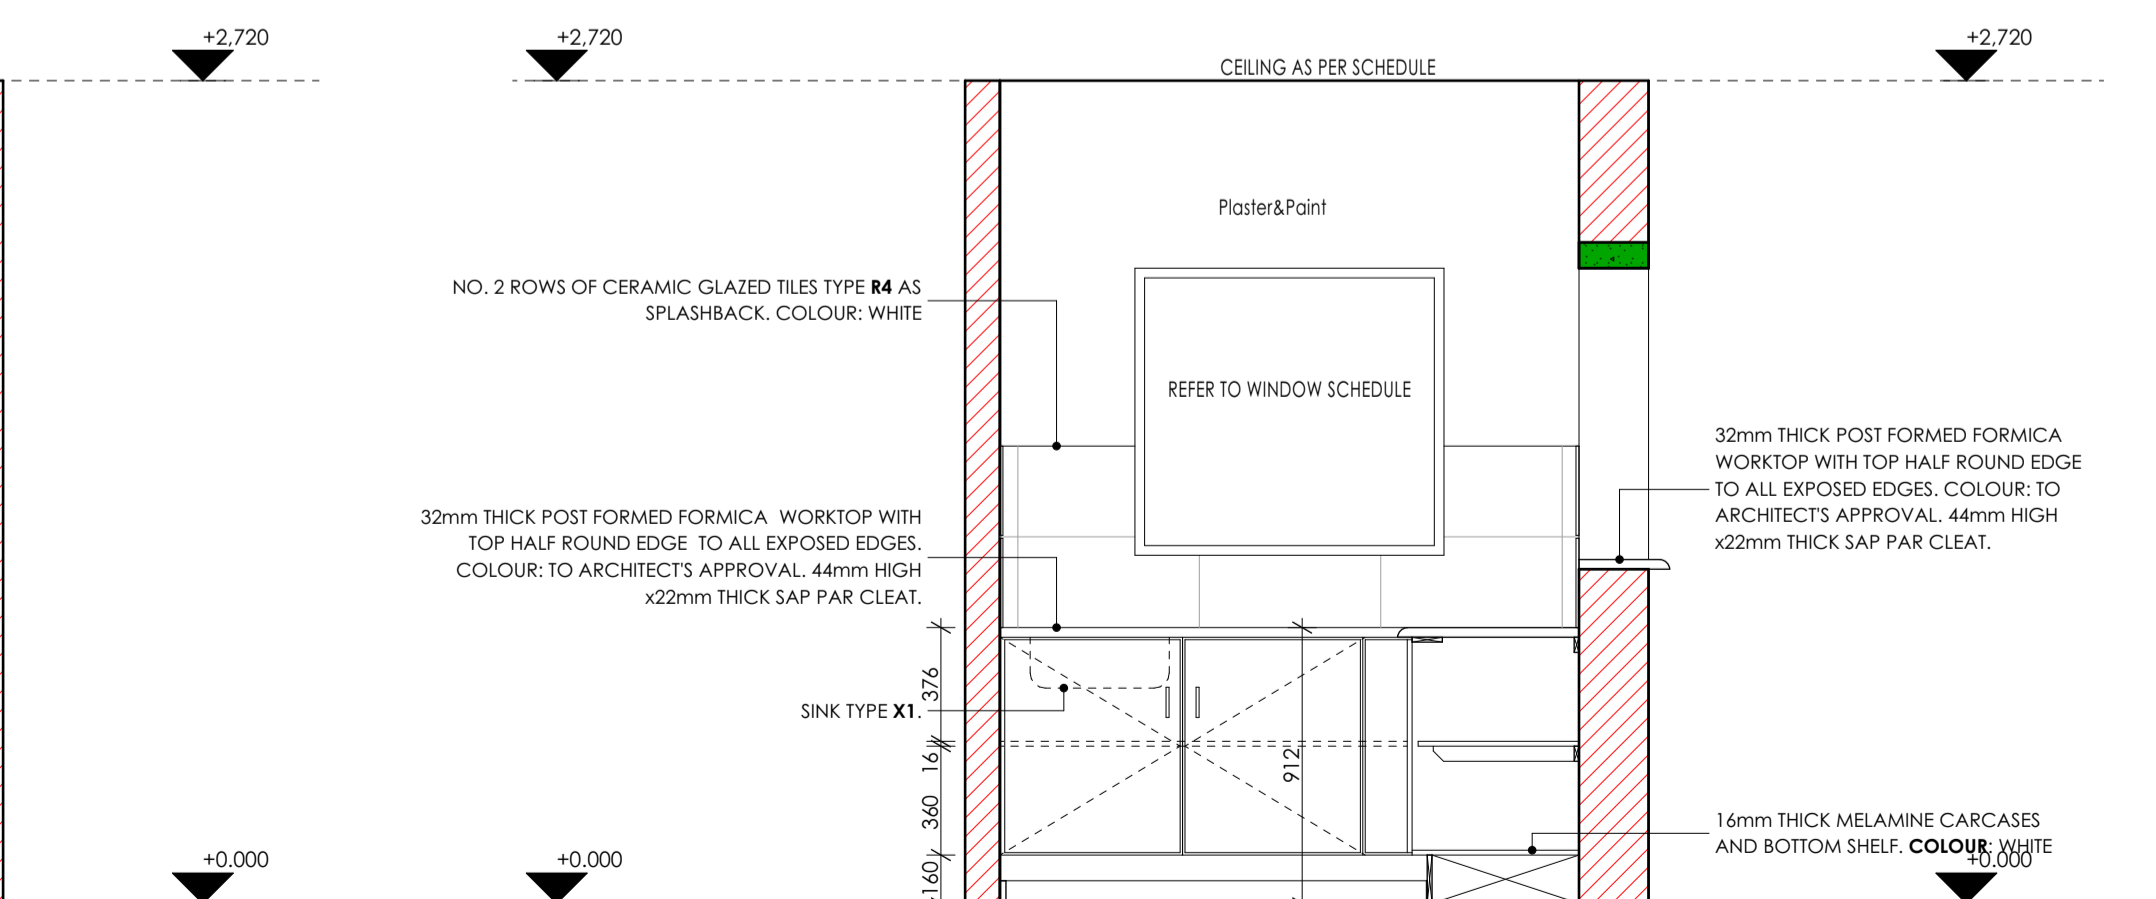 +2,720
+2,720
+2,720
CEILING AS PER SCHEDULE
Plaster&Paint
NO. 2 ROWS OF CERAMIC GLAZED TILES TYPE R4 AS
SPLASHBACK. COLOUR: WHITE
REFER TO WINDOW SCHEDULE
32mm THICK POST FORMED FORMICA
WORKTOP WITH TOP HALF ROUND EDGE
TO ALL EXPOSED EDGES. COLOUR: TO
ARCHITECT'S APPROVAL. 44mm HIGH
x22mm THICK SAP PAR CLEAT.
32mm THICK POST FORMED FORMICA WORKTOP WITH
TOP HALF ROUND EDGE TO ALL EXPOSED EDGES.
COLOUR: TO ARCHITECT'S APPROVAL. 44mm HIGH
x22mm THICK SAP PAR CLEAT.
376
SINK TYPE X1.
16
912
360
16mm THICK MELAMINE CARCASES
AND BOTTOM SHELF. COLOUR: WHITE
160
+0.000
+0.000
+0.000